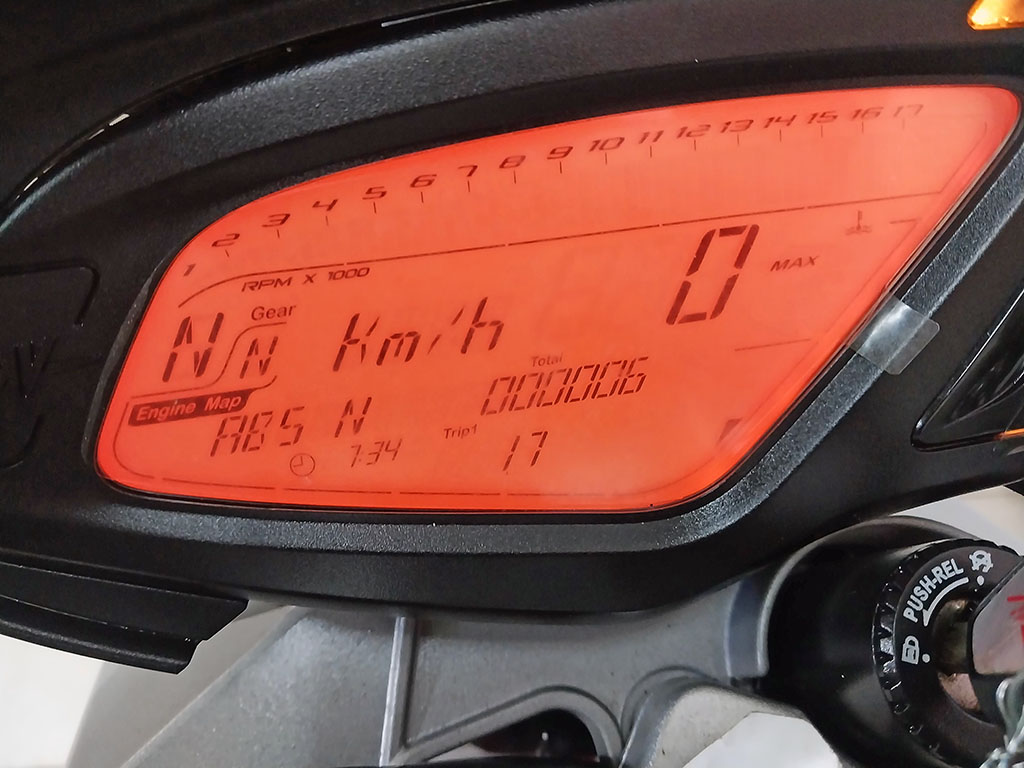 1 2 3 4 5 6 7 8 9 10 11 12 13 14 15 16 17
RPM X 1000
Gear
N N Km/h 0 MAX
Engine Map
Total
ABS N 000006
7:34 Trip1 17
PUSH-REL